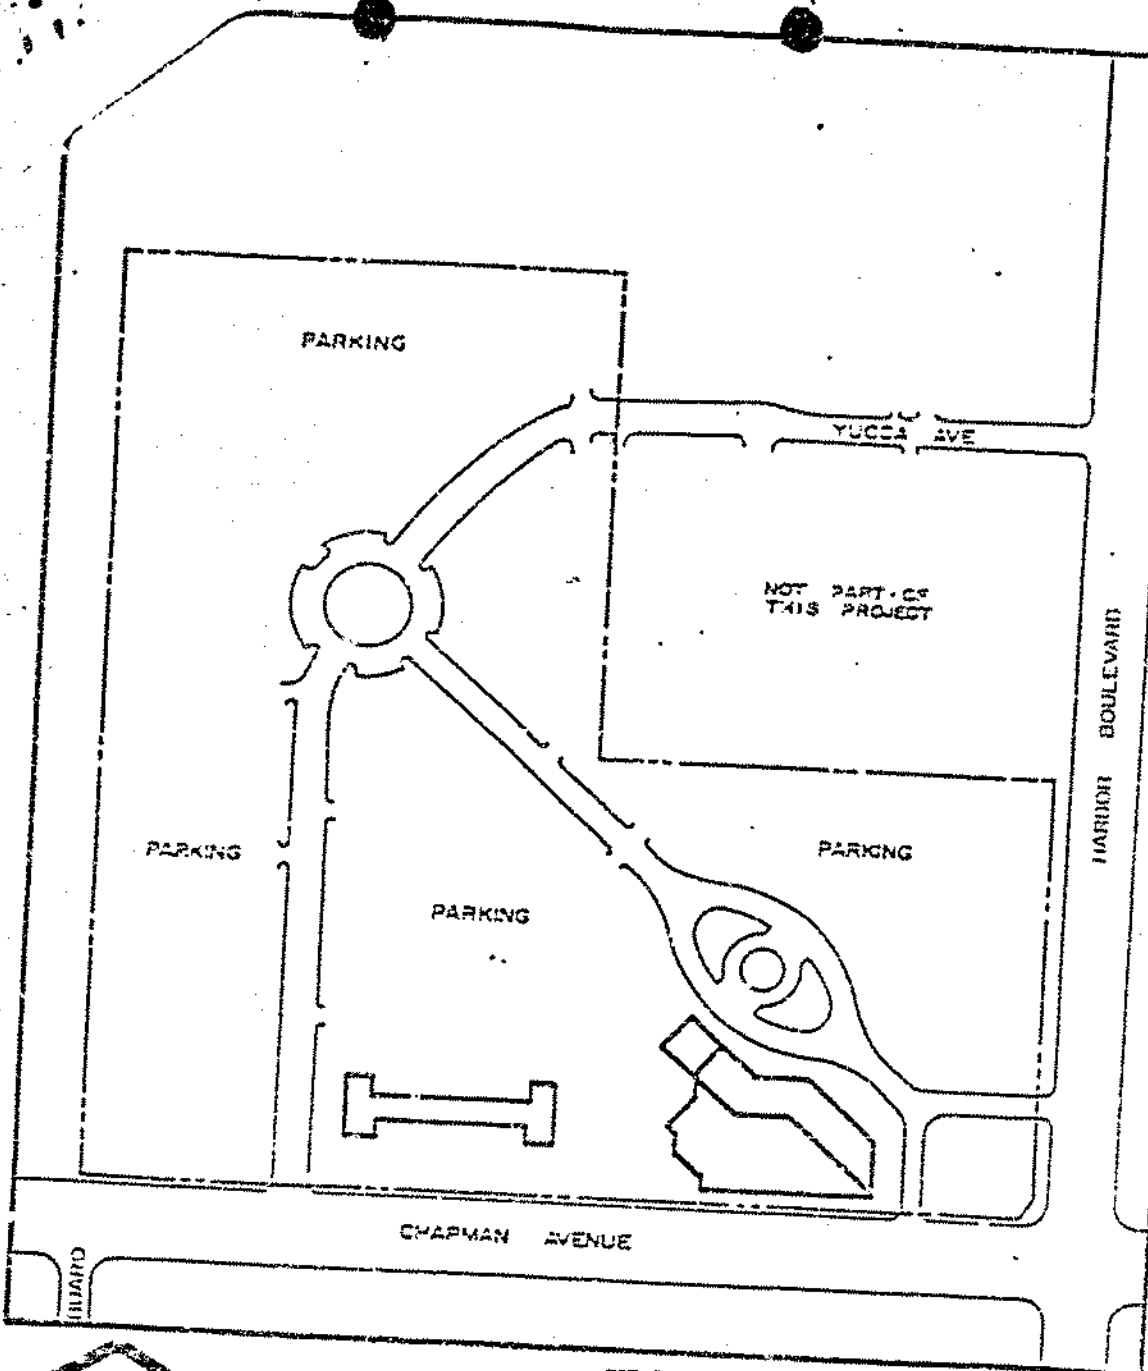 PARKING
YUCCA AVE
NOT PART OF
THIS PROJECT
HARBOR BOULEVARD
PARKING
PARKING
PARKING
CHAPMAN AVENUE